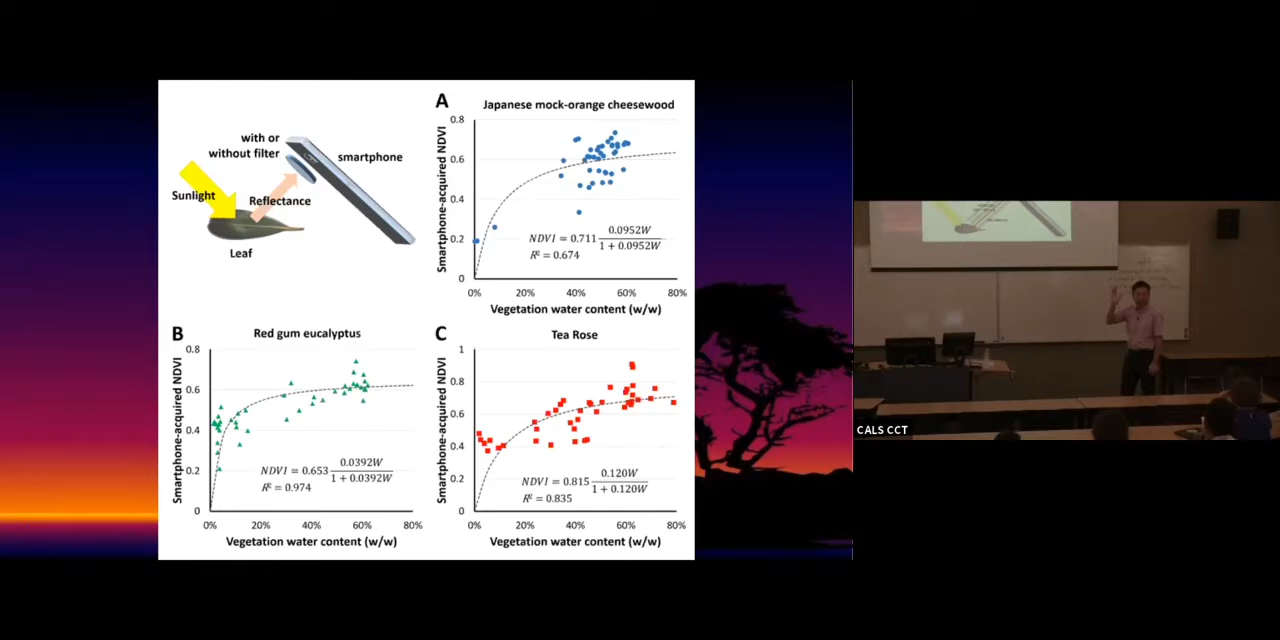 with or
without filter
smartphone
Sunlight
Reflectance
Leaf
A
Japanese mock-orange cheesewood
Smartphone-acquired NDVI
0.8
0.6
0.4
0.2
0
0% 20% 40% 60% 80%
NDVI = 0.711 0.0952W / 1 + 0.0952W
R² = 0.674
Vegetation water content (w/w)
B
Red gum eucalyptus
Smartphone-acquired NDVI
0.8
0.6
0.4
0.2
0
0% 20% 40% 60% 80%
NDVI = 0.653 0.0392W / 1 + 0.0392W
R² = 0.974
Vegetation water content (w/w)
C
Tea Rose
Smartphone-acquired NDVI
1
0.8
0.6
0.4
0.2
0
0% 20% 40% 60% 80%
NDVI = 0.815 0.120W / 1 + 0.120W
R² = 0.835
Vegetation water content (w/w)
CALS CCT